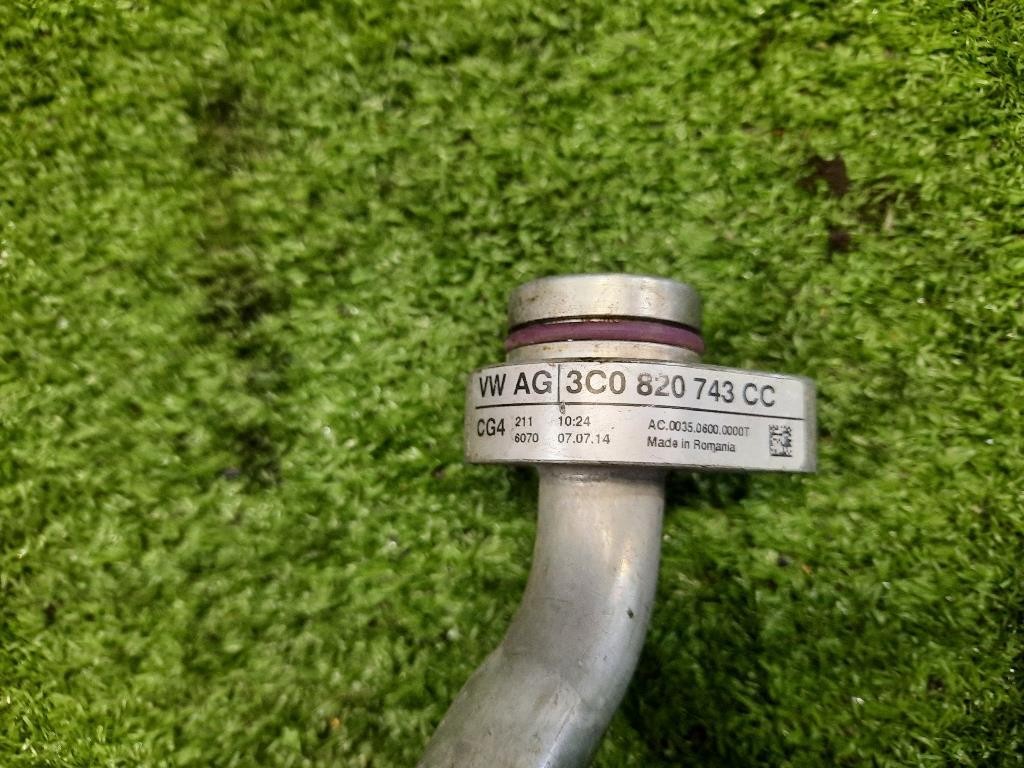 VW AG 3C0 820 743 CC
CG4 211 10:24 AC.0035.0600.0000T
6070 07.07.14 Made in Romania